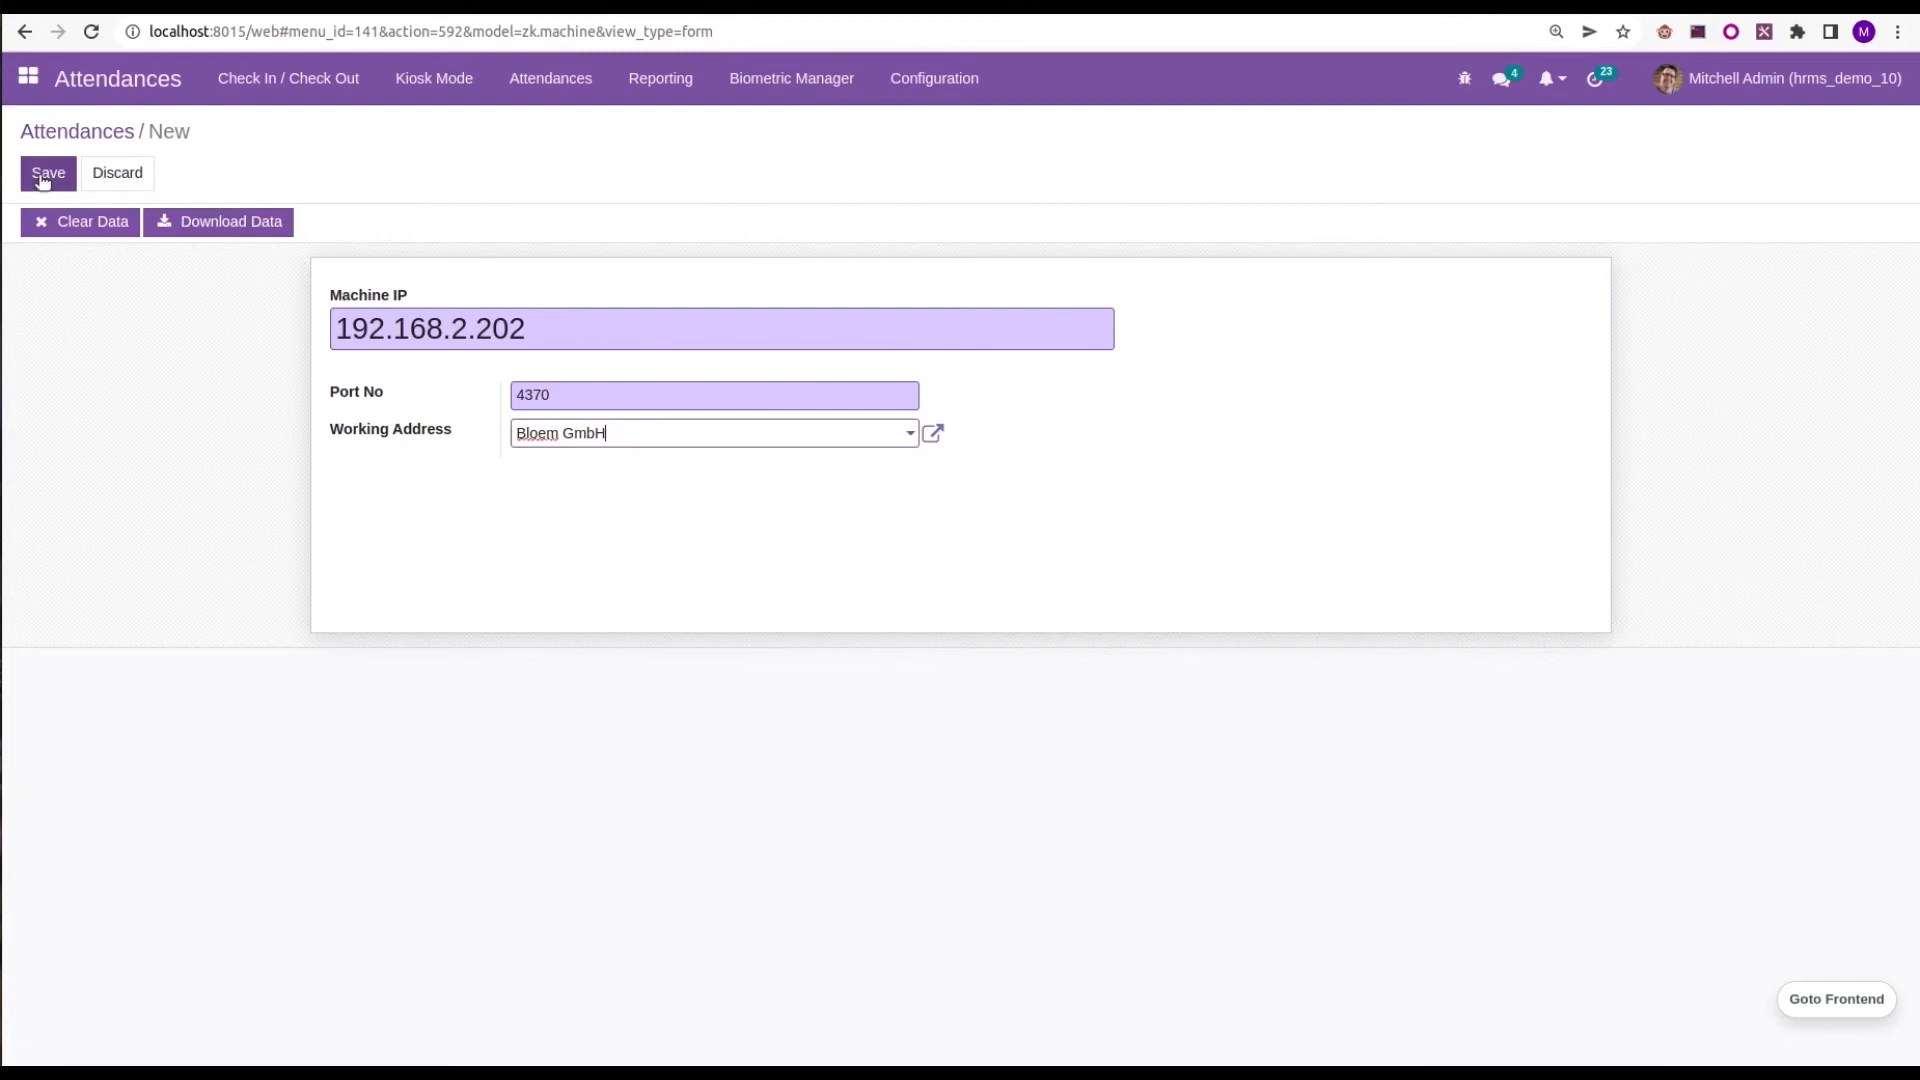 localhost:8015/web#menu_id=141&action=592&model=zk.machine&view_type=form
M
Attendances Check In / Check Out Kiosk Mode Attendances Reporting Biometric Manager Configuration 4 23 Mitchell Admin (hrms_demo_10)
Attendances / New
Save Discard
Clear Data Download Data
Machine IP
192.168.2.202
Port No 4370
Working Address Bloem GmbH
Goto Frontend